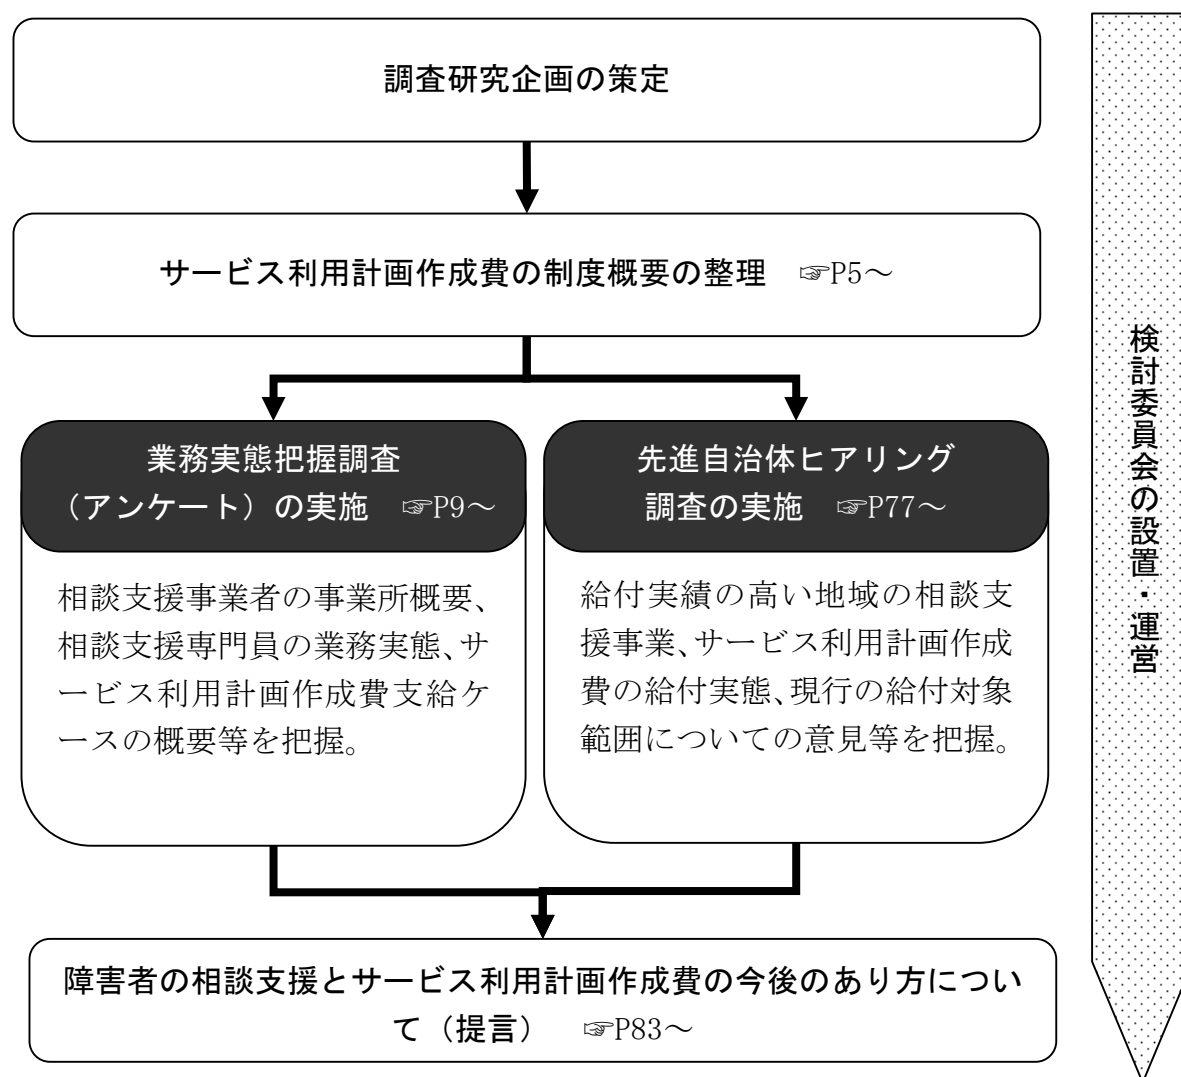 調査研究企画の策定
サービス利用計画作成費の制度概要の整理　☞P5～
業務実態把握調査
（アンケート）の実施　☞P9～
相談支援事業者の事業所概要、
相談支援専門員の業務実態、サ
ービス利用計画作成費支給ケ
ースの概要等を把握。
先進自治体ヒアリング
調査の実施　☞P77～
給付実績の高い地域の相談支
援事業、サービス利用計画作成
費の給付実態、現行の給付対象
範囲についての意見等を把握。
障害者の相談支援とサービス利用計画作成費の今後のあり方につい
て（提言）　☞P83～
検討委員会の設置・運営